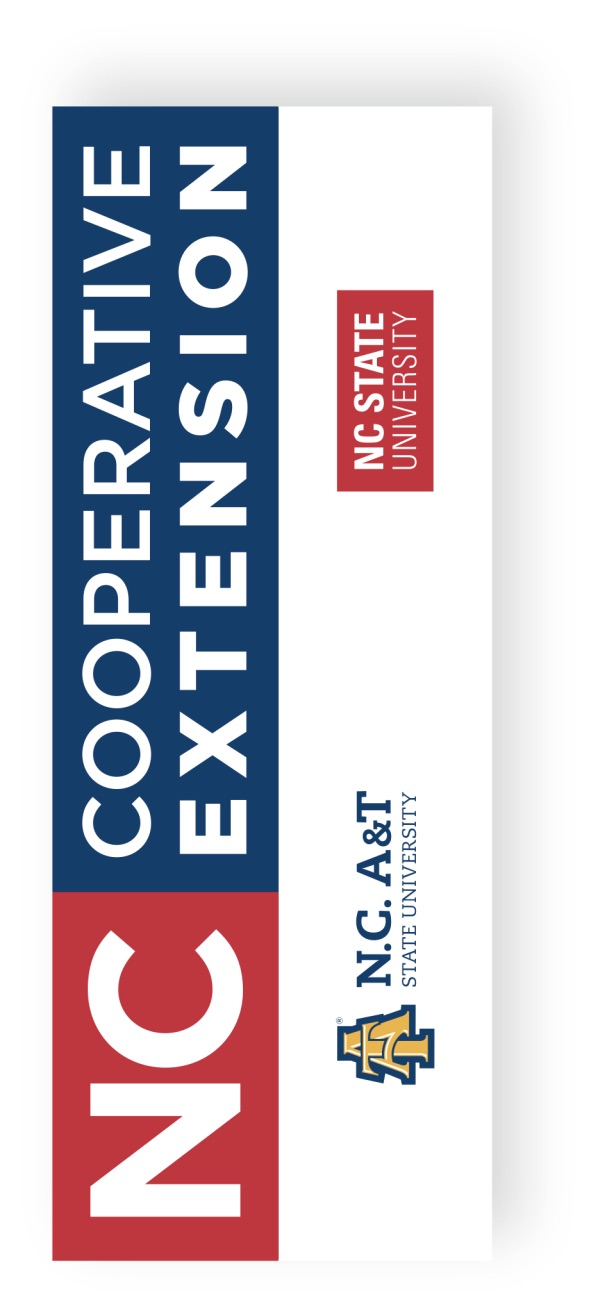 NC
COOPERATIVE
EXTENSION
N.C. A&T
STATE UNIVERSITY
®
NC STATE
UNIVERSITY